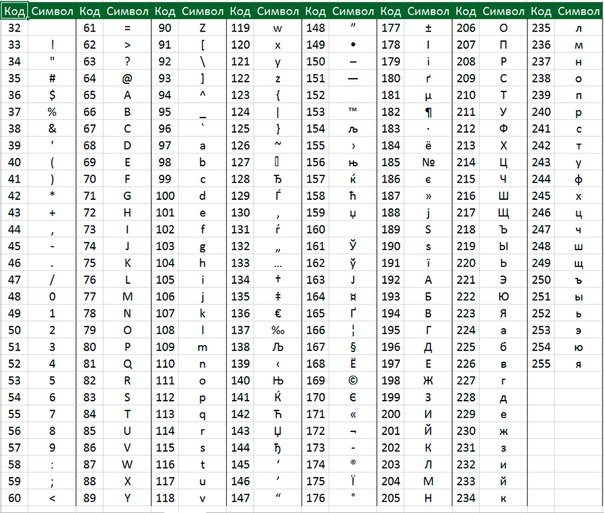 Код Символ Код Символ Код Символ Код Символ Код Символ Код Символ Код Символ Код Символ
32 61 = 90 Z 119 w 148 ” 177 ± 206 О 235 л
33 ! 62 > 91 [ 120 x 149 • 178 І 207 П 236 м
34 " 63 ? 92 \ 121 y 150 – 179 і 208 Р 237 н
35 # 64 @ 93 ] 122 z 151 — 180 ґ 209 С 238 о
36 $ 65 A 94 ^ 123 { 152 181 µ 210 Т 239 п
37 % 66 B 95 _ 124 | 153 ™ 182 ¶ 211 У 240 р
38 & 67 C 96 ` 125 } 154 љ 183 · 212 Ф 241 с
39 ' 68 D 97 a 126 ~ 155 › 184 ё 213 Х 242 т
40 ( 69 E 98 b 127 ▯ 156 њ 185 № 214 Ц 243 у
41 ) 70 F 99 c 128 Ђ 157 ќ 186 є 215 Ч 244 ф
42 * 71 G 100 d 129 Ѓ 158 ћ 187 » 216 Ш 245 х
43 + 72 H 101 e 130 ‚ 159 џ 188 ј 217 Щ 246 ц
44 , 73 I 102 f 131 ѓ 160 189 Ѕ 218 Ъ 247 ч
45 - 74 J 103 g 132 „ 161 Ў 190 ѕ 219 Ы 248 ш
46 . 75 K 104 h 133 … 162 ў 191 ї 220 Ь 249 щ
47 / 76 L 105 i 134 † 163 Ј 192 А 221 Э 250 ъ
48 0 77 M 106 j 135 ‡ 164 ¤ 193 Б 222 Ю 251 ы
49 1 78 N 107 k 136 € 165 Ґ 194 В 223 Я 252 ь
50 2 79 O 108 l 137 ‰ 166 ¦ 195 Г 224 а 253 э
51 3 80 P 109 m 138 Љ 167 § 196 Д 225 б 254 ю
52 4 81 Q 110 n 139 ‹ 168 Ё 197 Е 226 в 255 я
53 5 82 R 111 o 140 Њ 169 © 198 Ж 227 г
54 6 83 S 112 p 141 Ќ 170 Є 199 З 228 д
55 7 84 T 113 q 142 Ћ 171 « 200 И 229 е
56 8 85 U 114 r 143 Џ 172 ¬ 201 Й 230 ж
57 9 86 V 115 s 144 ђ 173 - 202 К 231 з
58 : 87 W 116 t 145 ‘ 174 ® 203 Л 232 и
59 ; 88 X 117 u 146 ’ 175 Ї 204 М 233 й
60 < 89 Y 118 v 147 “ 176 ° 205 Н 234 к